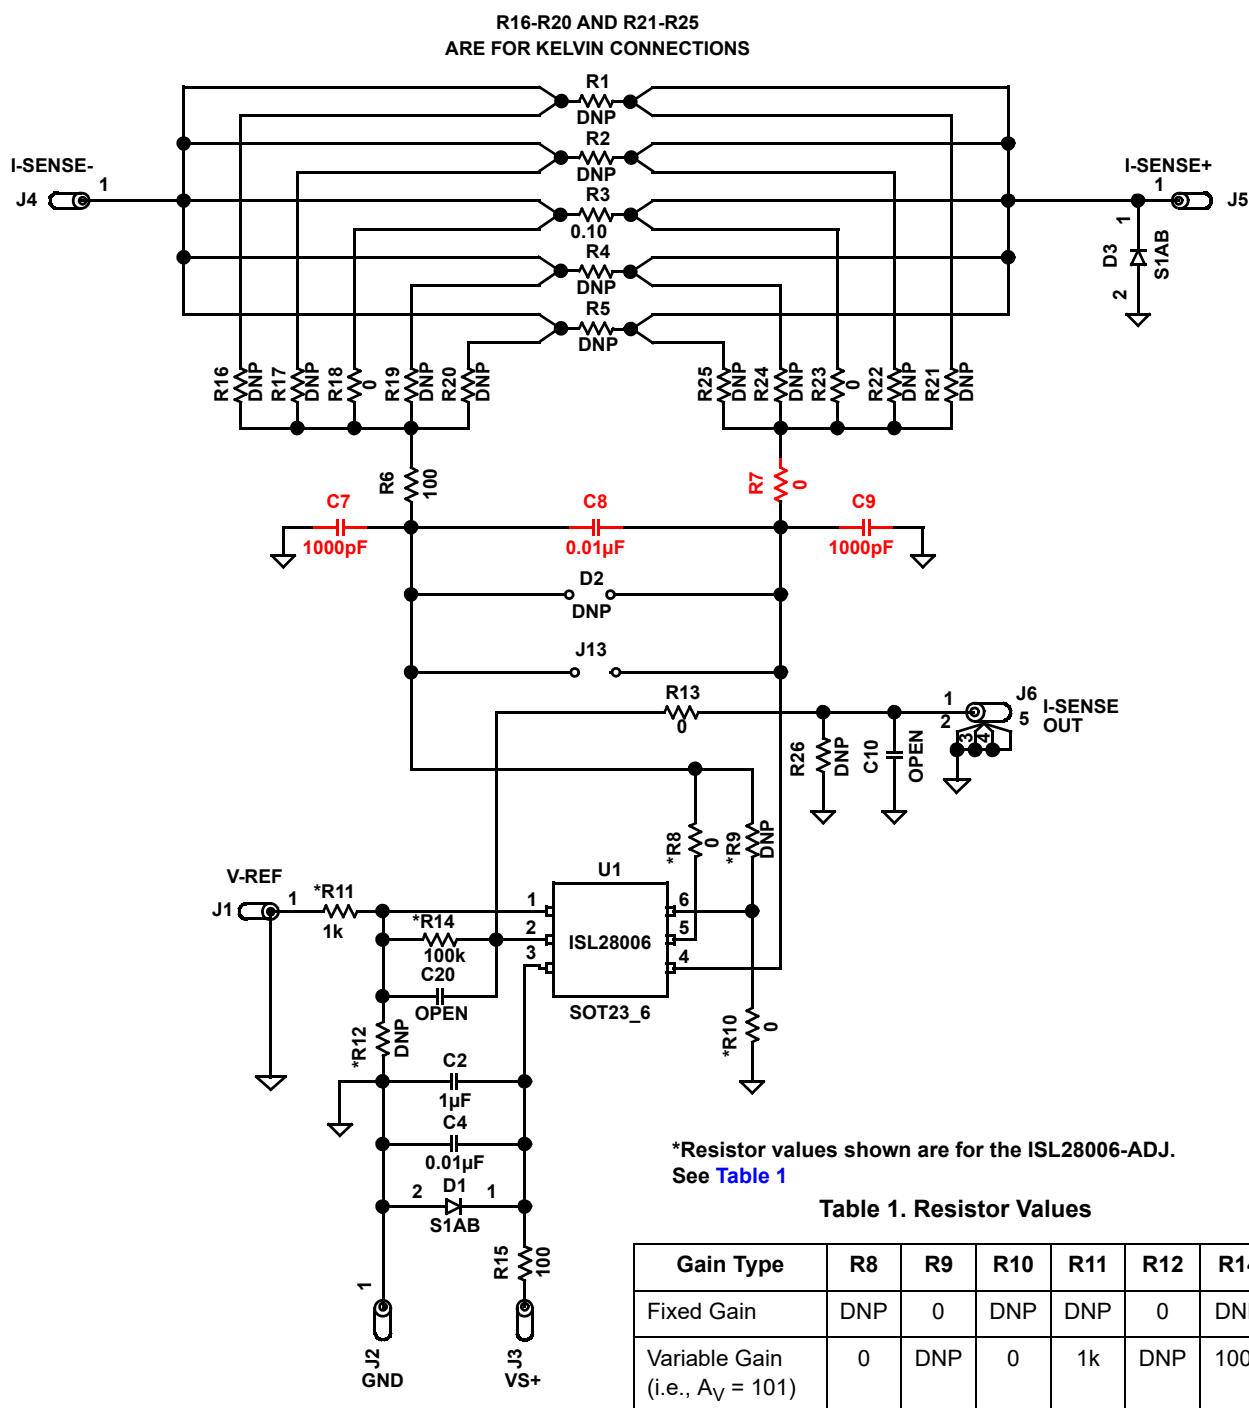 R16-R20 AND R21-R25
ARE FOR KELVIN CONNECTIONS
R1
DNP
R2
DNP
R3
0.10
R4
DNP
R5
DNP
I-SENSE-
J4
1
I-SENSE+
1
J5
1
D3
S1AB
2
R16
DNP
R17
DNP
R18
0
R19
DNP
R20
DNP
R25
DNP
R24
DNP
R23
0
R22
DNP
R21
DNP
R6
100
R7
0
C7
1000pF
C8
0.01µF
C9
1000pF
D2
DNP
J13
R13
0
R26
DNP
C10
OPEN
1
2
3
4
5
J6
I-SENSE
OUT
*R8
0
*R9
DNP
V-REF
J1
1
*R11
1k
*R14
100k
C20
OPEN
*R12
DNP
U1
1
2
3
ISL28006
6
5
4
SOT23_6
*R10
0
C2
1µF
C4
0.01µF
D1
2
1
S1AB
R15
100
1
J2
GND
J3
VS+
*Resistor values shown are for the ISL28006-ADJ.
See Table 1
Table 1. Resistor Values
Gain Type R8 R9 R10 R11 R12
Fixed Gain DNP 0 DNP DNP 0
Variable Gain 0 DNP 0 1k DNP
(i.e., AV = 101)